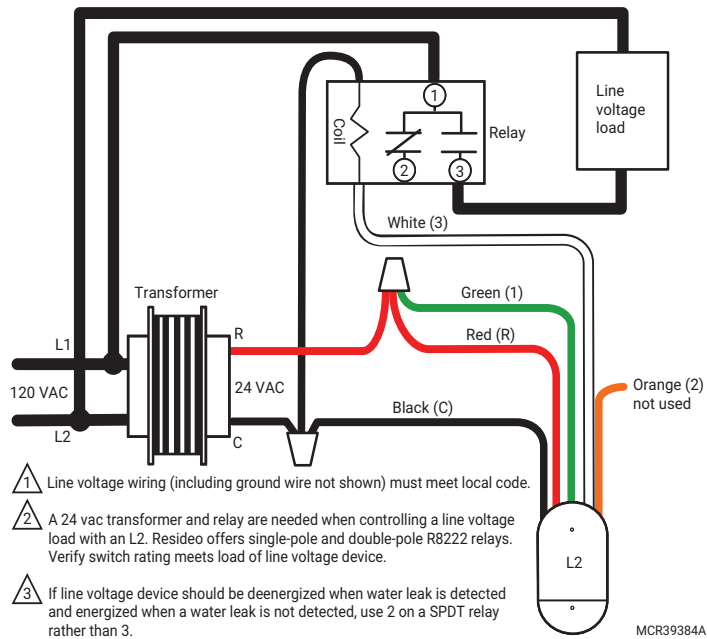 1
Coil
2
3
Relay
Line
voltage
load
White (3)
Transformer
Green (1)
R
Red (R)
L1
120 VAC
24 VAC
L2
C
Black (C)
Orange (2)
not used
1 Line voltage wiring (including ground wire not shown) must meet local code.
2 A 24 vac transformer and relay are needed when controlling a line voltage
load with an L2. Resideo offers single-pole and double-pole R8222 relays.
Verify switch rating meets load of line voltage device.
3 If line voltage device should be deenergized when water leak is detected
and energized when a water leak is not detected, use 2 on a SPDT relay
rather than 3.
L2
MCR39384A